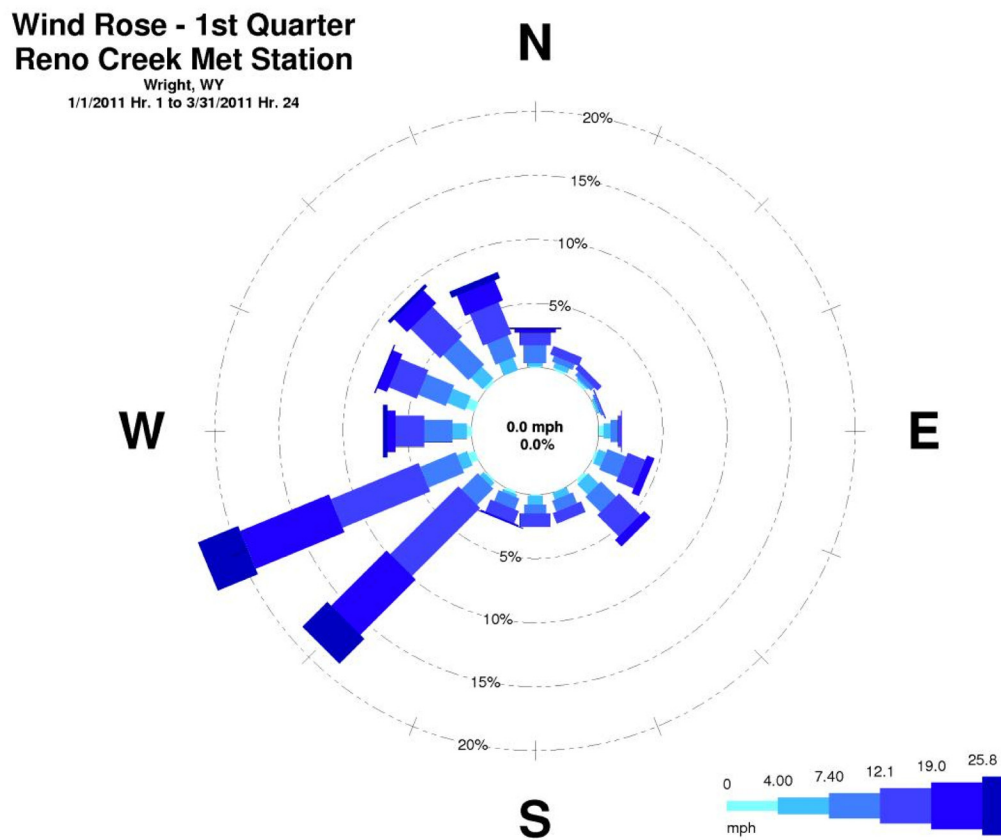 Wind Rose - 1st Quarter
Reno Creek Met Station
Wright, WY
1/1/2011 Hr. 1 to 3/31/2011 Hr. 24
N
20%
15%
10%
5%
W
0.0 mph
0.0%
E
5%
10%
15%
20%
S
0 4.00 7.40 12.1 19.0 25.8
mph